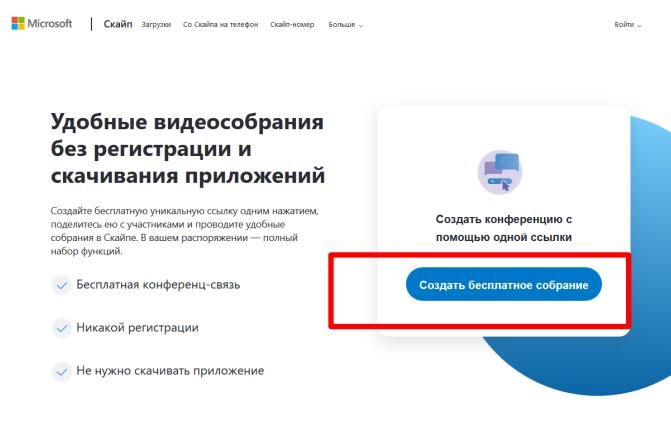 Microsoft Скайп Загрузки Со Скайпа на телефон Скайп-номер Больше Войти
Удобные видеособрания
без регистрации и
скачивания приложений
Создайте бесплатную уникальную ссылку одним нажатием,
поделитесь ею с участниками и проводите удобные
собрания в Скайпе. В вашем распоряжении — полный
набор функций.
Бесплатная конференц-связь
Никакой регистрации
Не нужно скачивать приложение
Создать конференцию с
помощью одной ссылки
Создать бесплатное собрание